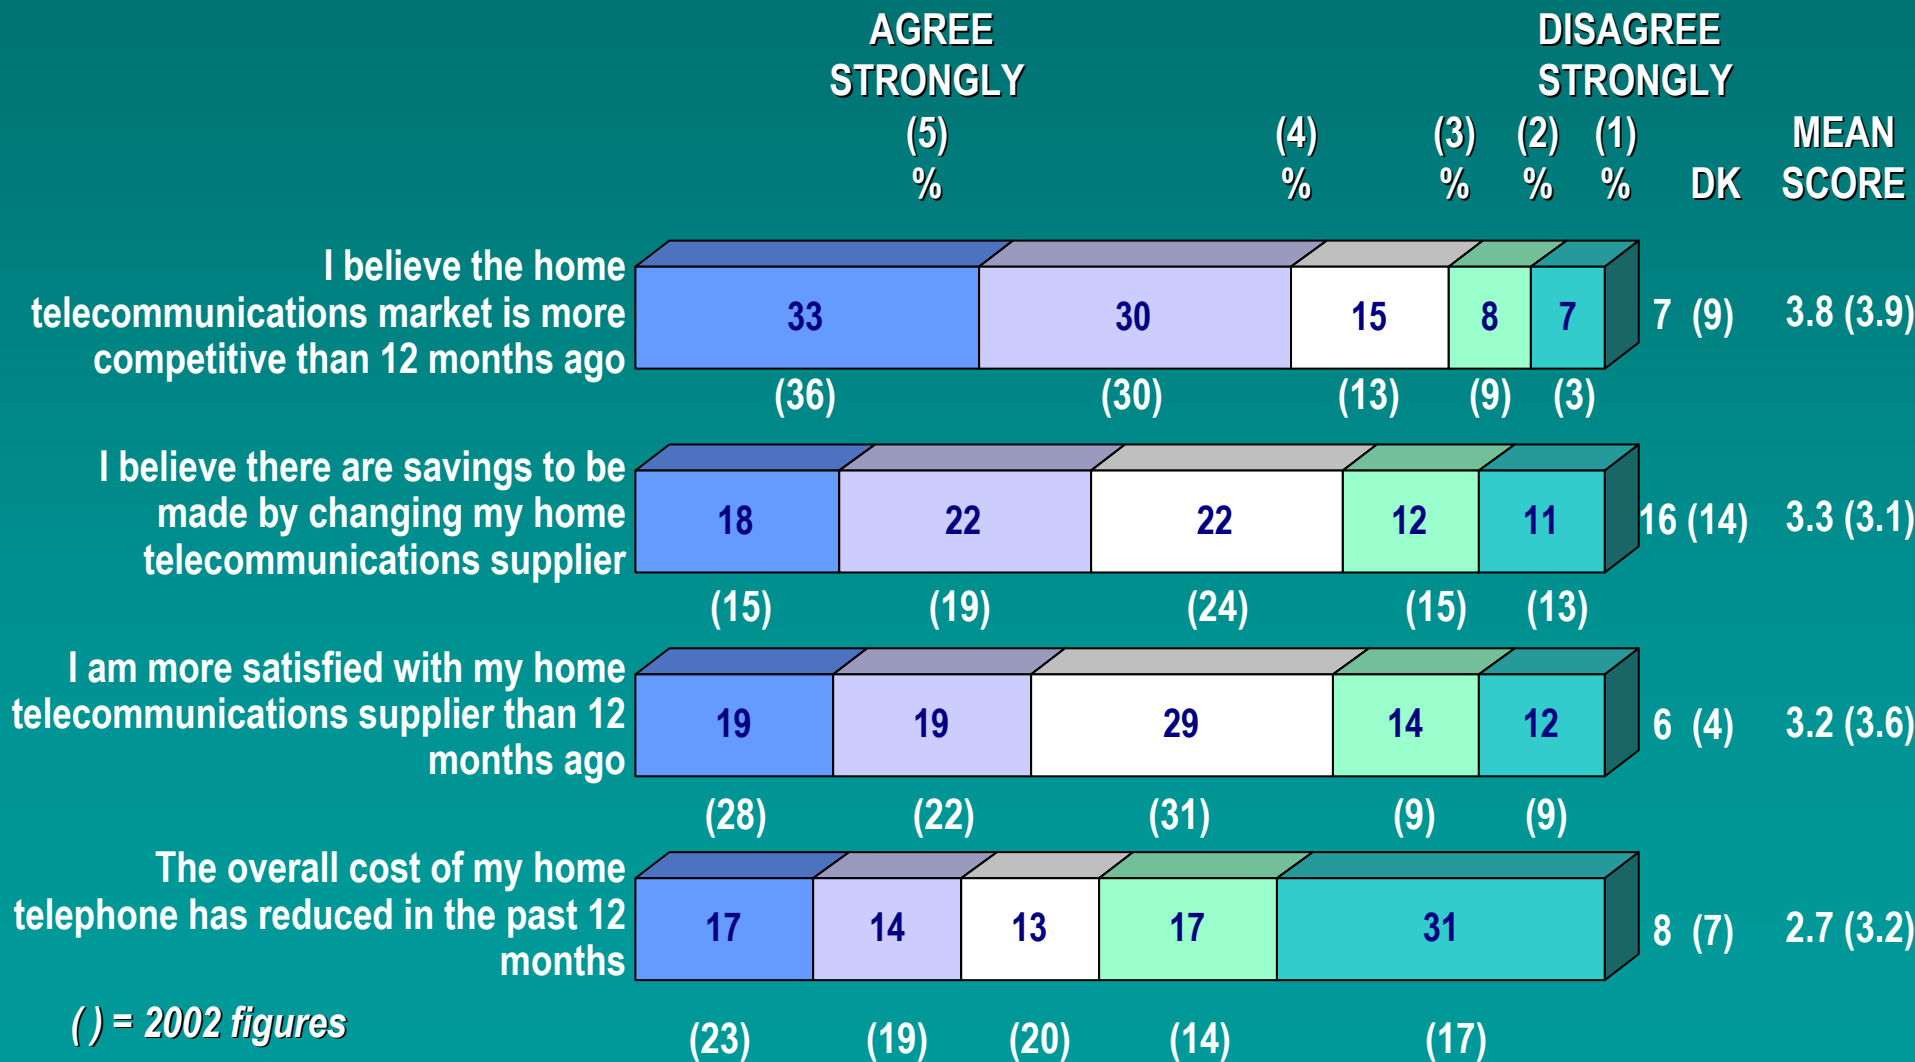 AGREE
STRONGLY
DISAGREE
STRONGLY
(5) (4) (3) (2) (1) MEAN
% % % % % DK SCORE
I believe the home
telecommunications market is more
competitive than 12 months ago
33 30 15 8 7 7 (9) 3.8 (3.9)
(36) (30) (13) (9) (3)
I believe there are savings to be
made by changing my home
telecommunications supplier
18 22 22 12 11 16 (14) 3.3 (3.1)
(15) (19) (24) (15) (13)
I am more satisfied with my home
telecommunications supplier than 12
months ago
19 19 29 14 12 6 (4) 3.2 (3.6)
(28) (22) (31) (9) (9)
The overall cost of my home
telephone has reduced in the past 12
months
17 14 13 17 31 8 (7) 2.7 (3.2)
(23) (19) (20) (14) (17)
( ) = 2002 figures